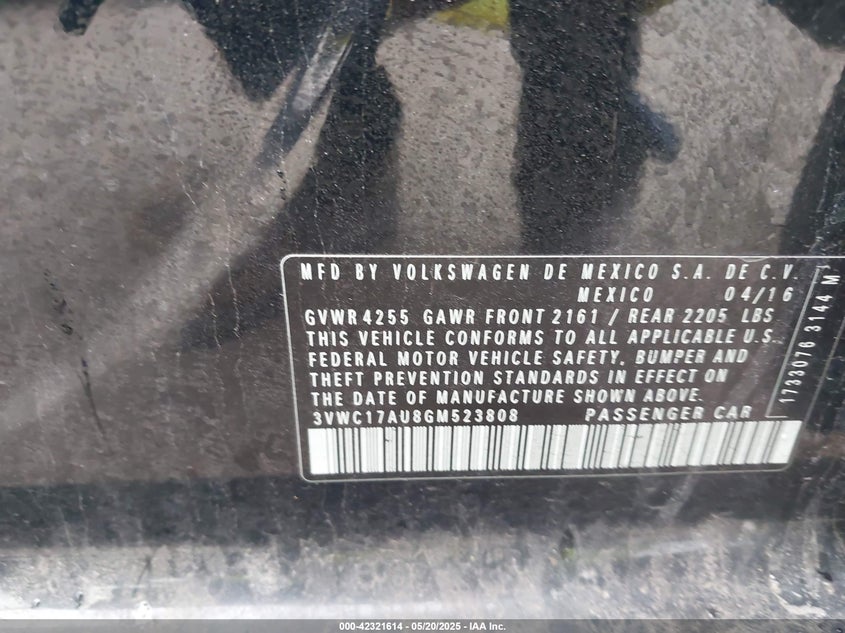 MFD BY VOLKSWAGEN DE MEXICO S.A. DE C.V.
MEXICO 04/16
GVWR 4255 GAWR FRONT 2161 / REAR 2205 LBS
THIS VEHICLE CONFORMS TO ALL APPLICABLE U.S.
FEDERAL MOTOR VEHICLE SAFETY, BUMPER AND
THEFT PREVENTION STANDARDS IN EFFECT ON
THE DATE OF MANUFACTURE SHOWN ABOVE.
3VWC17AU8GM523808 PASSENGER CAR
1733076 3144 M
000-42321614 - 05/20/2025 - IAA Inc.